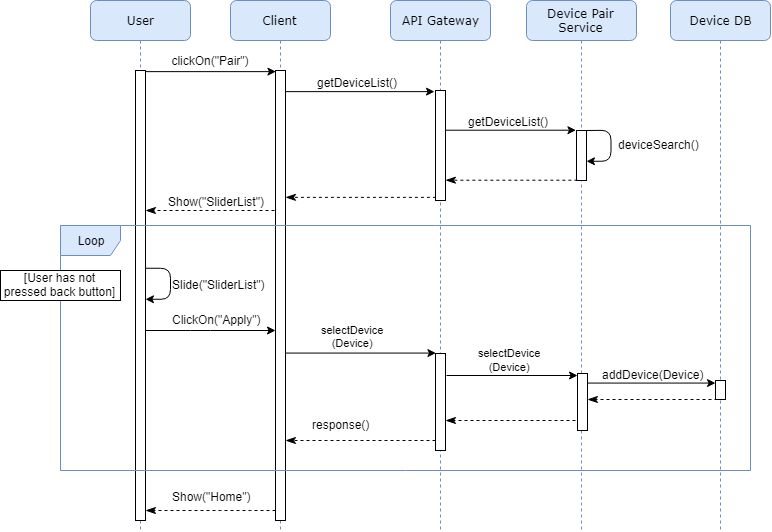 User
Client
API Gateway
Device Pair
Service
Device DB
clickOn("Pair")
getDeviceList()
getDeviceList()
deviceSearch()
Show("SliderList")
Loop
[User has not
pressed back button]
Slide("SliderList")
ClickOn("Apply")
selectDevice
(Device)
selectDevice
(Device)
addDevice(Device)
response()
Show("Home")